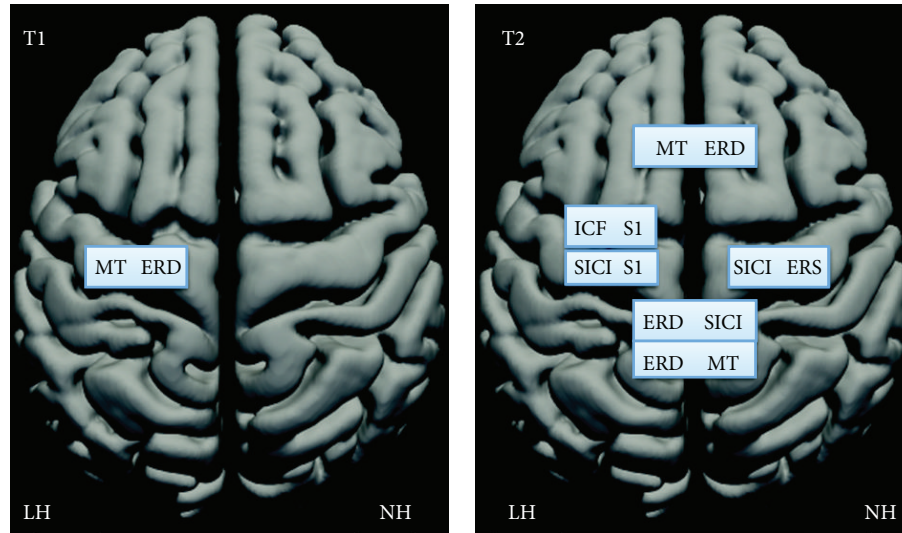 T1
MT ERD
LH NH
T2
MT ERD
ICF S1
SICI S1
SICI ERS
ERD SICI
ERD MT
LH NH